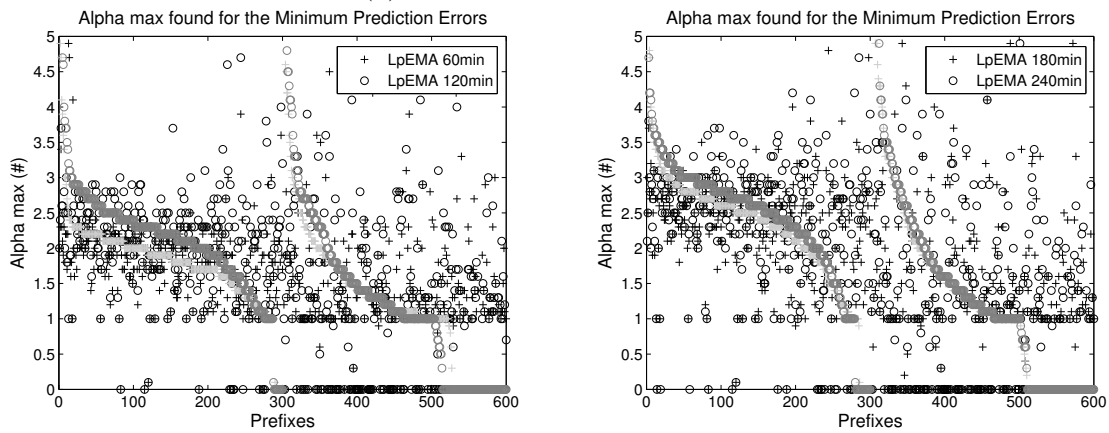 Alpha max found for the Minimum Prediction Errors
5
4.5
4
3.5
3
2.5
2
1.5
1
0.5
0
Alpha max (#)
LpEMA 60min
LpEMA 120min
0 100 200 300 400 500 600
Prefixes
Alpha max found for the Minimum Prediction Errors
5
4.5
4
3.5
3
2.5
2
1.5
1
0.5
0
Alpha max (#)
LpEMA 180min
LpEMA 240min
0 100 200 300 400 500 600
Prefixes